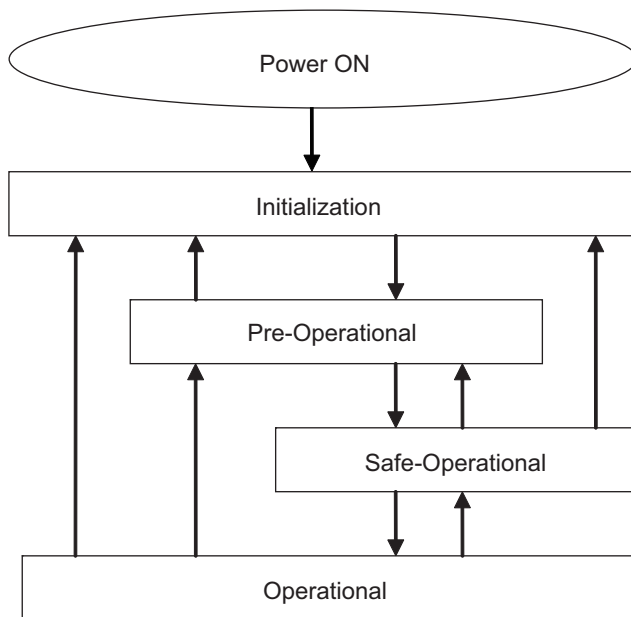 Power ON
Initialization
Pre-Operational
Safe-Operational
Operational